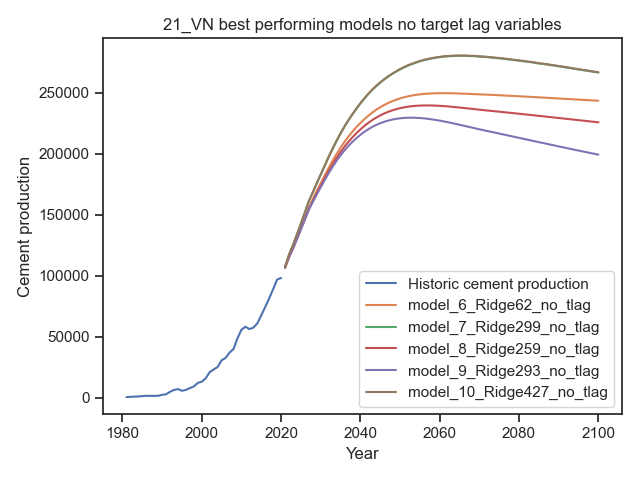 21_VN best performing models no target lag variables
Cement production
250000
200000
150000
100000
50000
0
Historic cement production
model_6_Ridge62_no_tlag
model_7_Ridge299_no_tlag
model_8_Ridge259_no_tlag
model_9_Ridge293_no_tlag
model_10_Ridge427_no_tlag
1980 2000 2020 2040 2060 2080 2100
Year